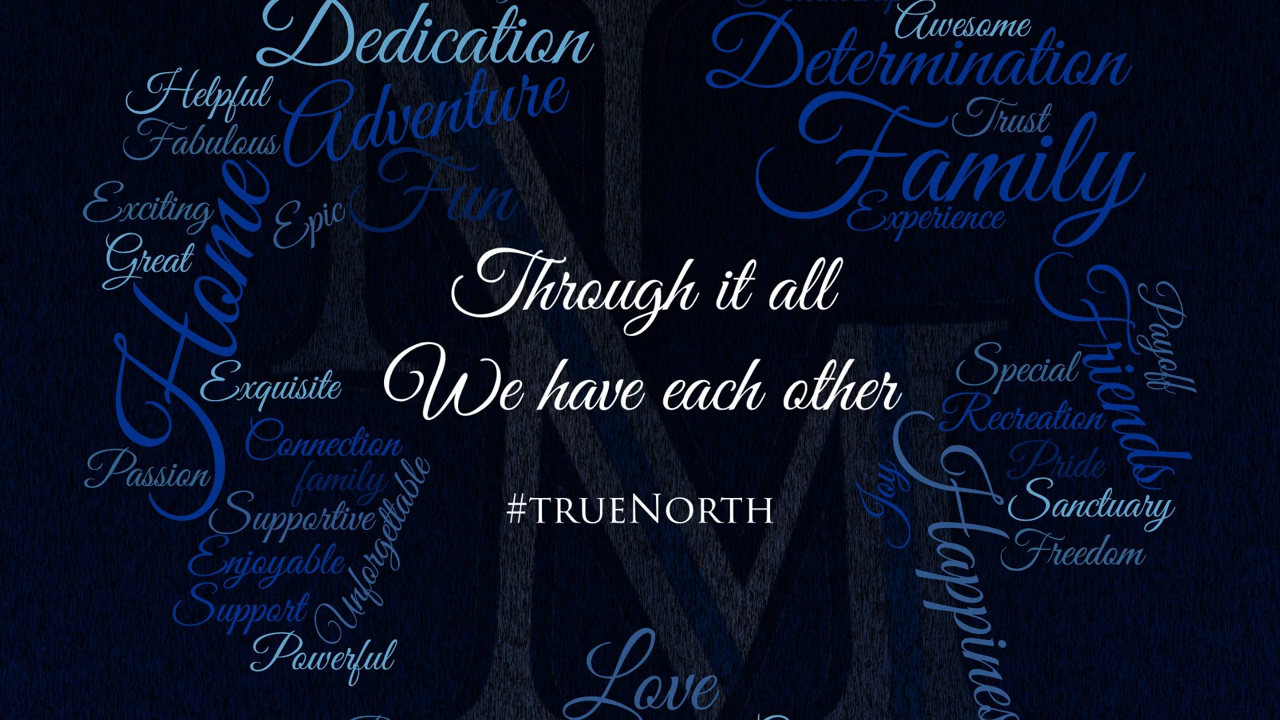 Dedication
Awesome
Determination
Helpful
Adventure
Fabulous
Trust
Family
Fun
Exciting
Epic
Experience
Great
Home
Through it all
Friends
Payoff
Exquisite
We have each other
Special
Recreation
Connection
family
Passion
Pride
Joy
Supportive
Unforgettable
#TRUENORTH
Sanctuary
Freedom
Enjoyable
Support
Happiness
Powerful
Love